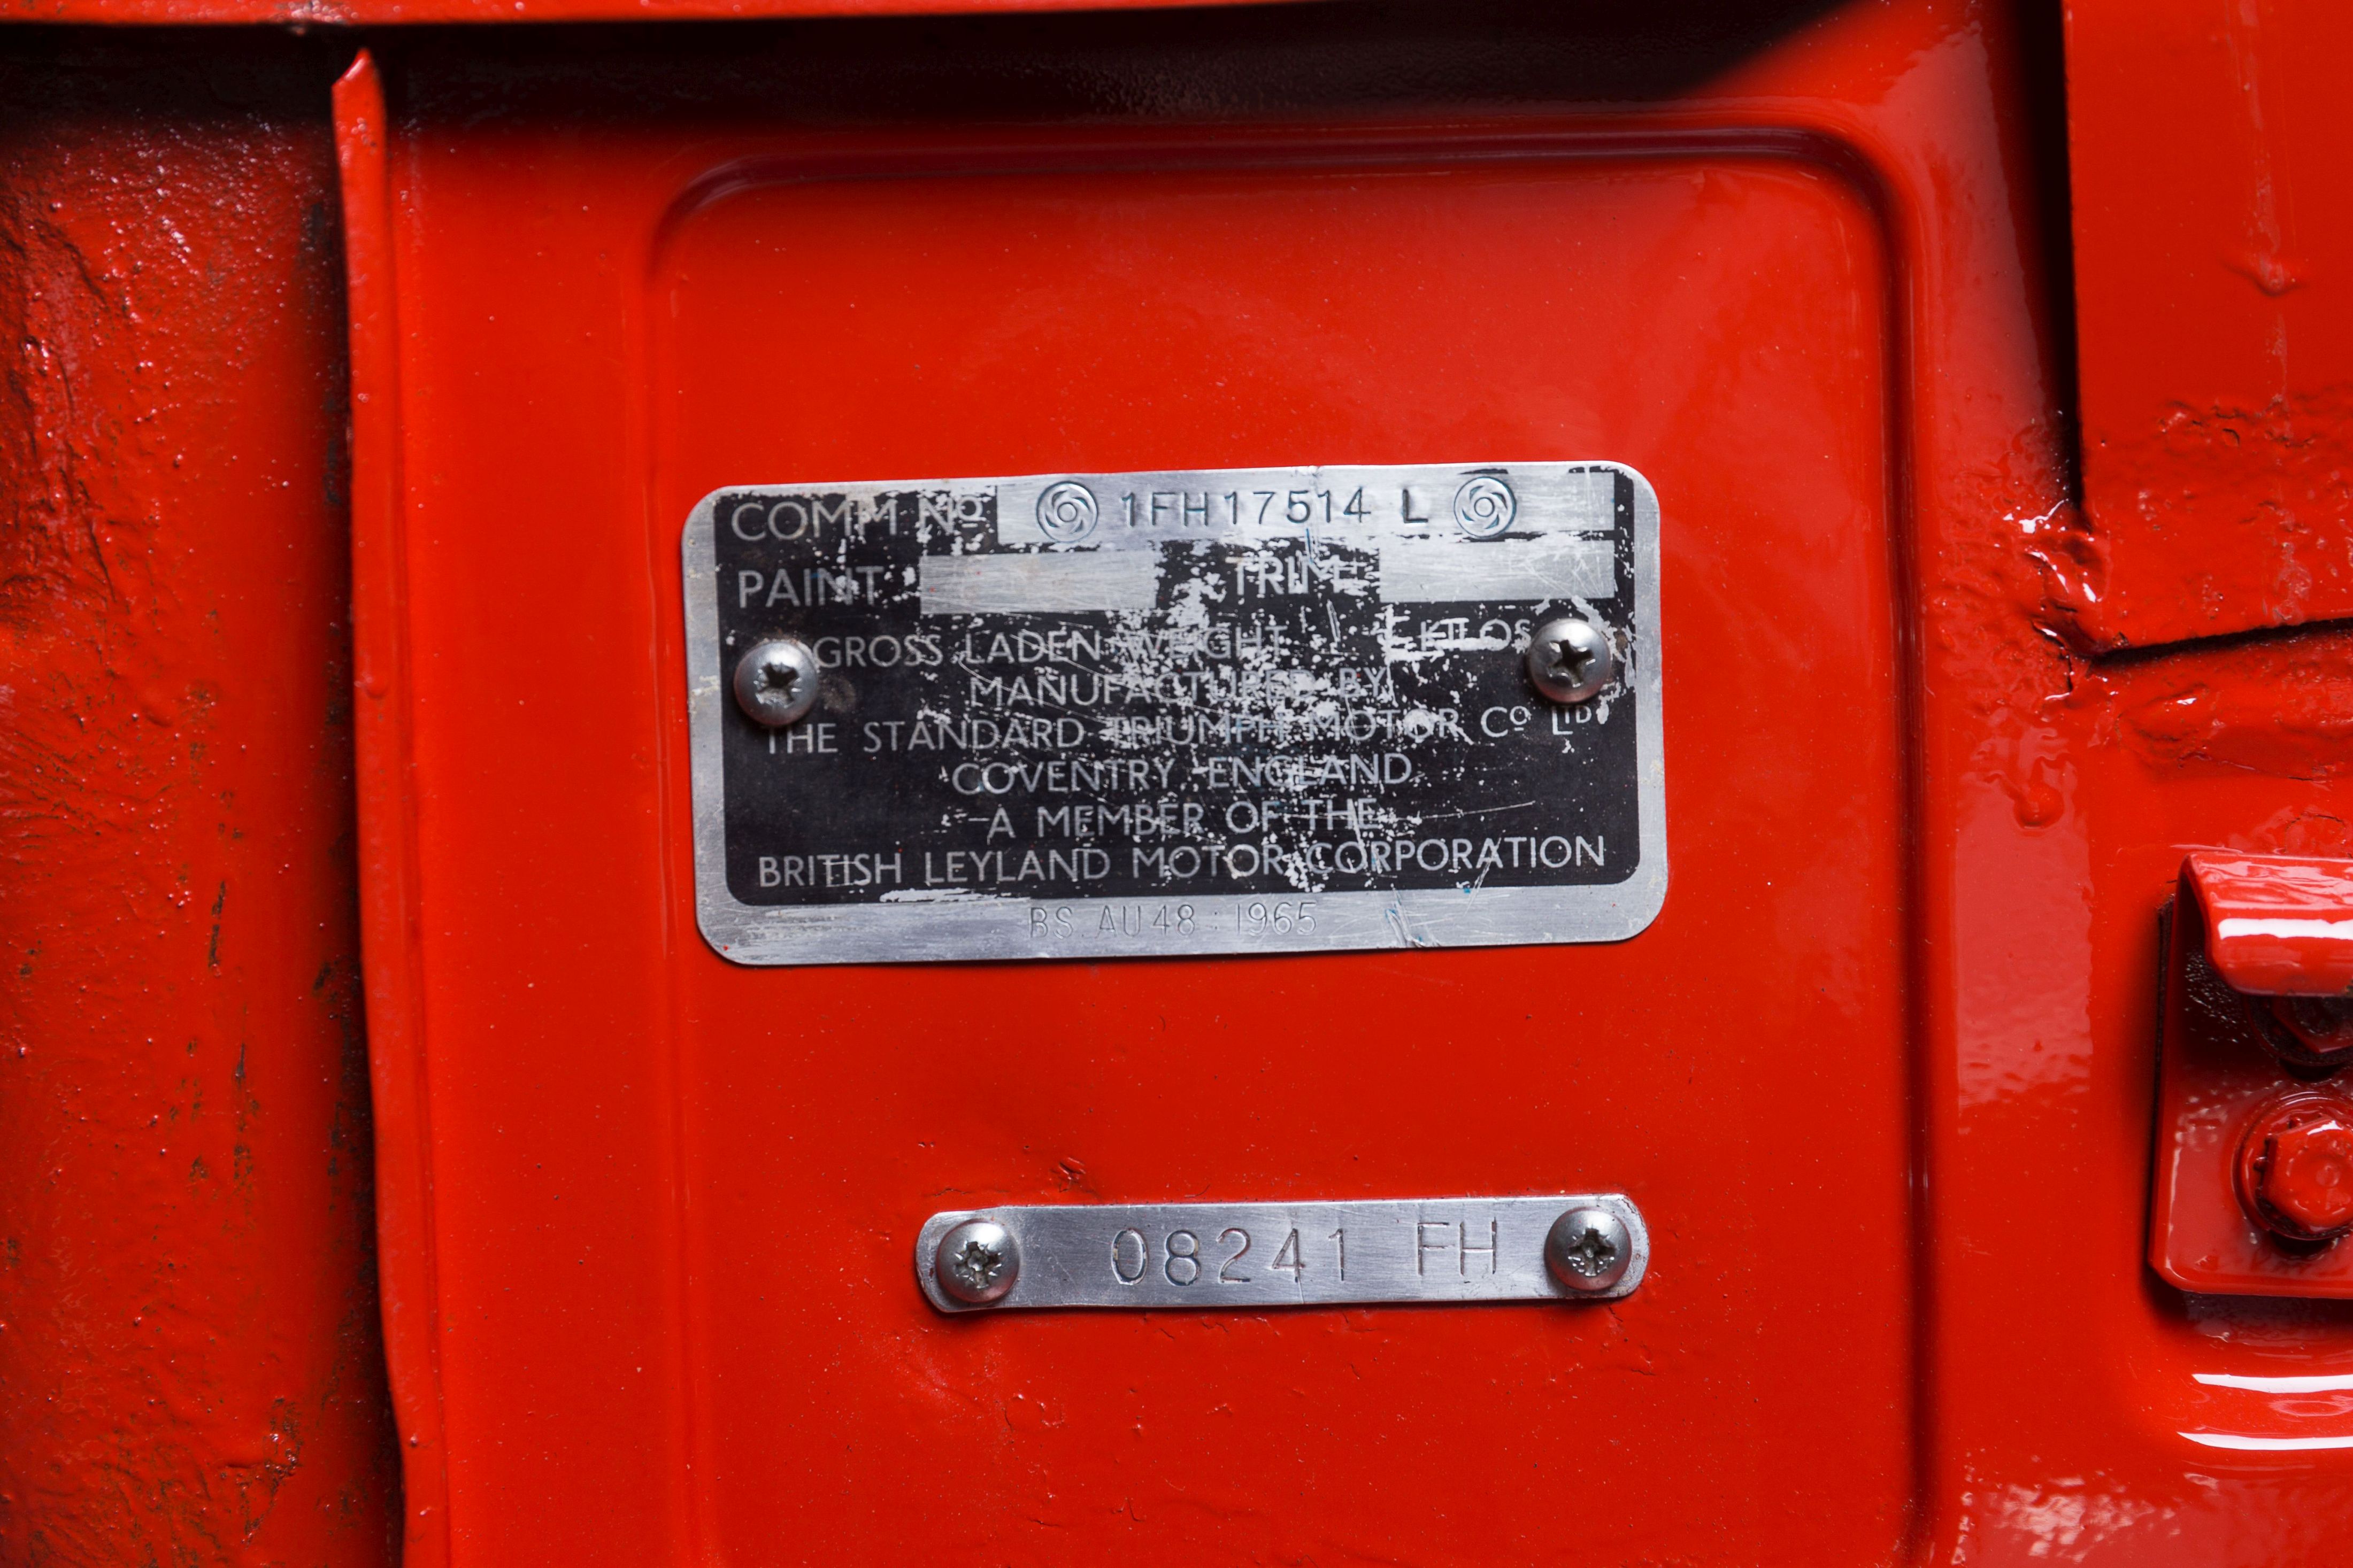 COMM Nº 1FH17514 L
PAINT TRIM
GROSS LADEN WEIGHT KILOS
MANUFACTURED BY
THE STANDARD TRIUMPH MOTOR Cº LTD
COVENTRY ENGLAND
A MEMBER OF THE
BRITISH LEYLAND MOTOR CORPORATION
BS AU48 : 1965
08241 FH